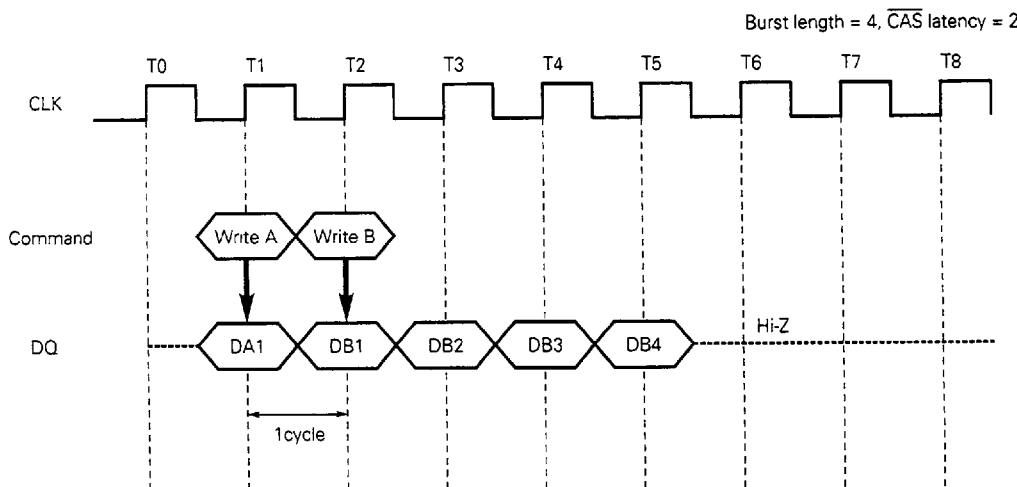 Burst length = 4, CAS latency = 2
T0 T1 T2 T3 T4 T5 T6 T7 T8
CLK
Command Write A Write B
DQ DA1 DB1 DB2 DB3 DB4 Hi-Z
1cycle